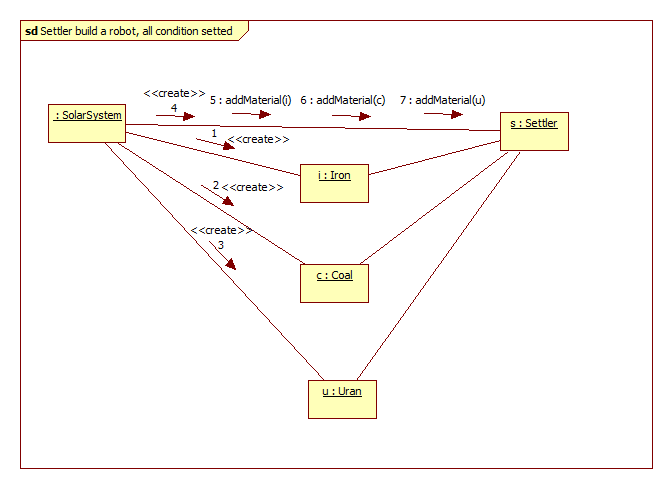 sd Settler build a robot, all condition setted
<<create>>
4
5 : addMaterial(i)
6 : addMaterial(c)
7 : addMaterial(u)
: SolarSystem
s : Settler
1
<<create>>
i : Iron
2
<<create>>
<<create>>
3
c : Coal
u : Uran